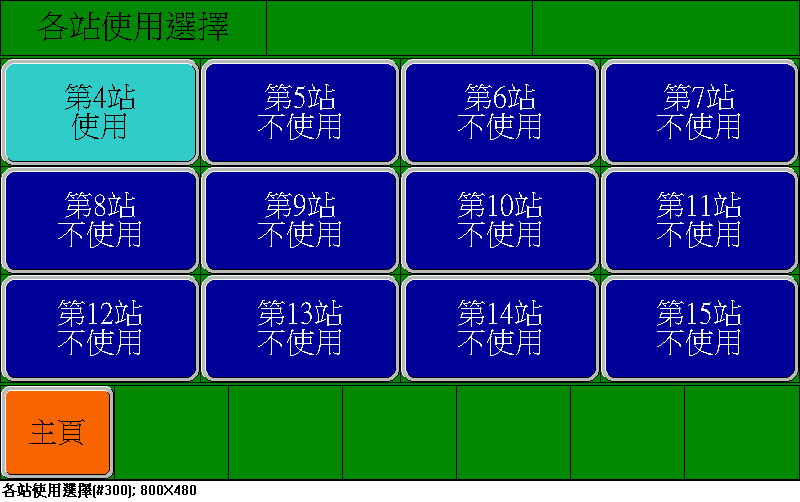 各站使用選擇
第4站
使用
第5站
不使用
第6站
不使用
第7站
不使用
第8站
不使用
第9站
不使用
第10站
不使用
第11站
不使用
第12站
不使用
第13站
不使用
第14站
不使用
第15站
不使用
主頁
各站使用選擇(#300); 800X480